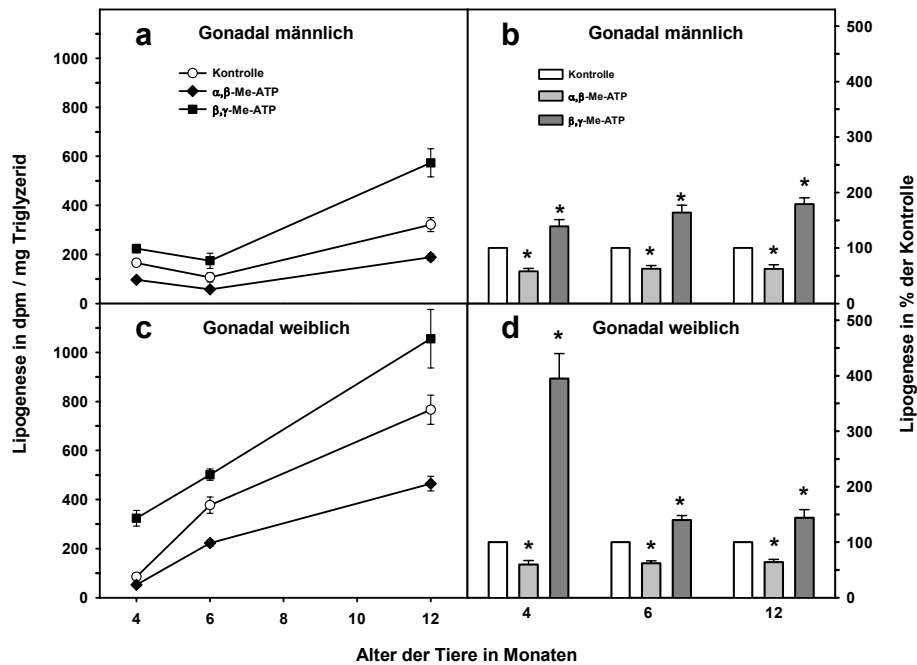 a
Gonadal männlich
Kontrolle
α,β-Me-ATP
β,γ-Me-ATP
1000
800
600
400
200
0
b
Gonadal männlich
Kontrolle
α,β-Me-ATP
β,γ-Me-ATP
* * * * * *
500
400
300
200
100
0
Lipogenese in dpm / mg Triglyzerid
Lipogenese in % der Kontrolle
c
Gonadal weiblich
1000
800
600
400
200
0
4 6 8 10 12
d
Gonadal weiblich
* * * * * *
500
400
300
200
100
0
4 6 12
Alter der Tiere in Monaten